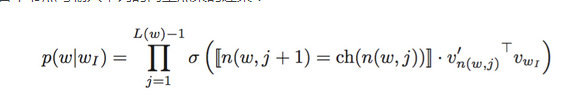 p(w|w_I) = \prod_{j=1}^{L(w)-1} \sigma \left( [\![ n(w, j+1) = \mathrm{ch}(n(w, j)) ]\!] \cdot {v'_{n(w,j)}}^\top v_{w_I} \right)